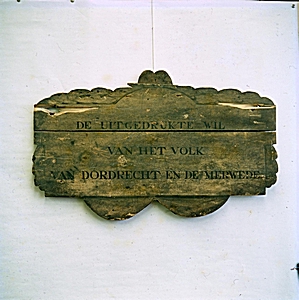 DE UITGEDRUKTE WIL
VAN HET VOLK
VAN DORDRECHT EN DE MERWEDE